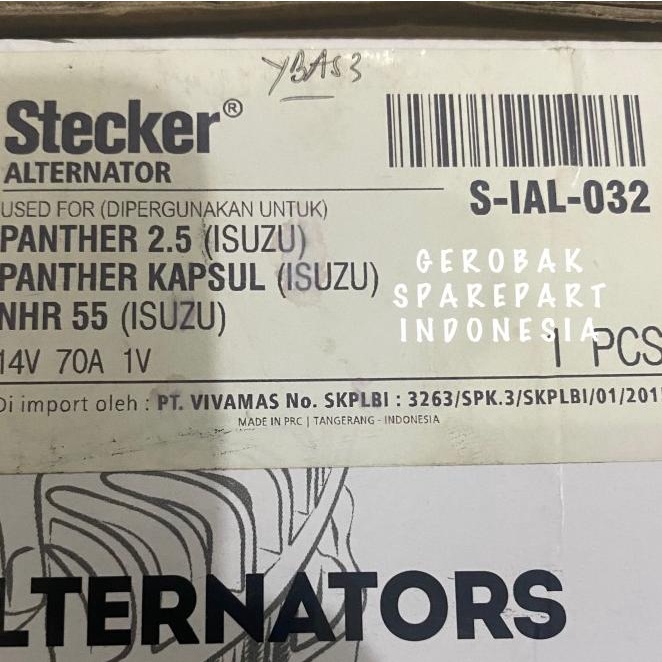 YBAS3
Stecker®
ALTERNATOR
S-IAL-032
USED FOR (DIPERGUNAKAN UNTUK)
PANTHER 2.5 (ISUZU)
PANTHER KAPSUL (ISUZU)
NHR 55 (ISUZU)
GEROBAK
SPAREPART
INDONESIA
14V 70A 1V
1 PCS
Di import oleh : PT. VIVAMAS No. SKPLBI : 3263/SPK.3/SKPLBI/01/201
MADE IN PRC | TANGERANG - INDONESIA
LTERNATORS